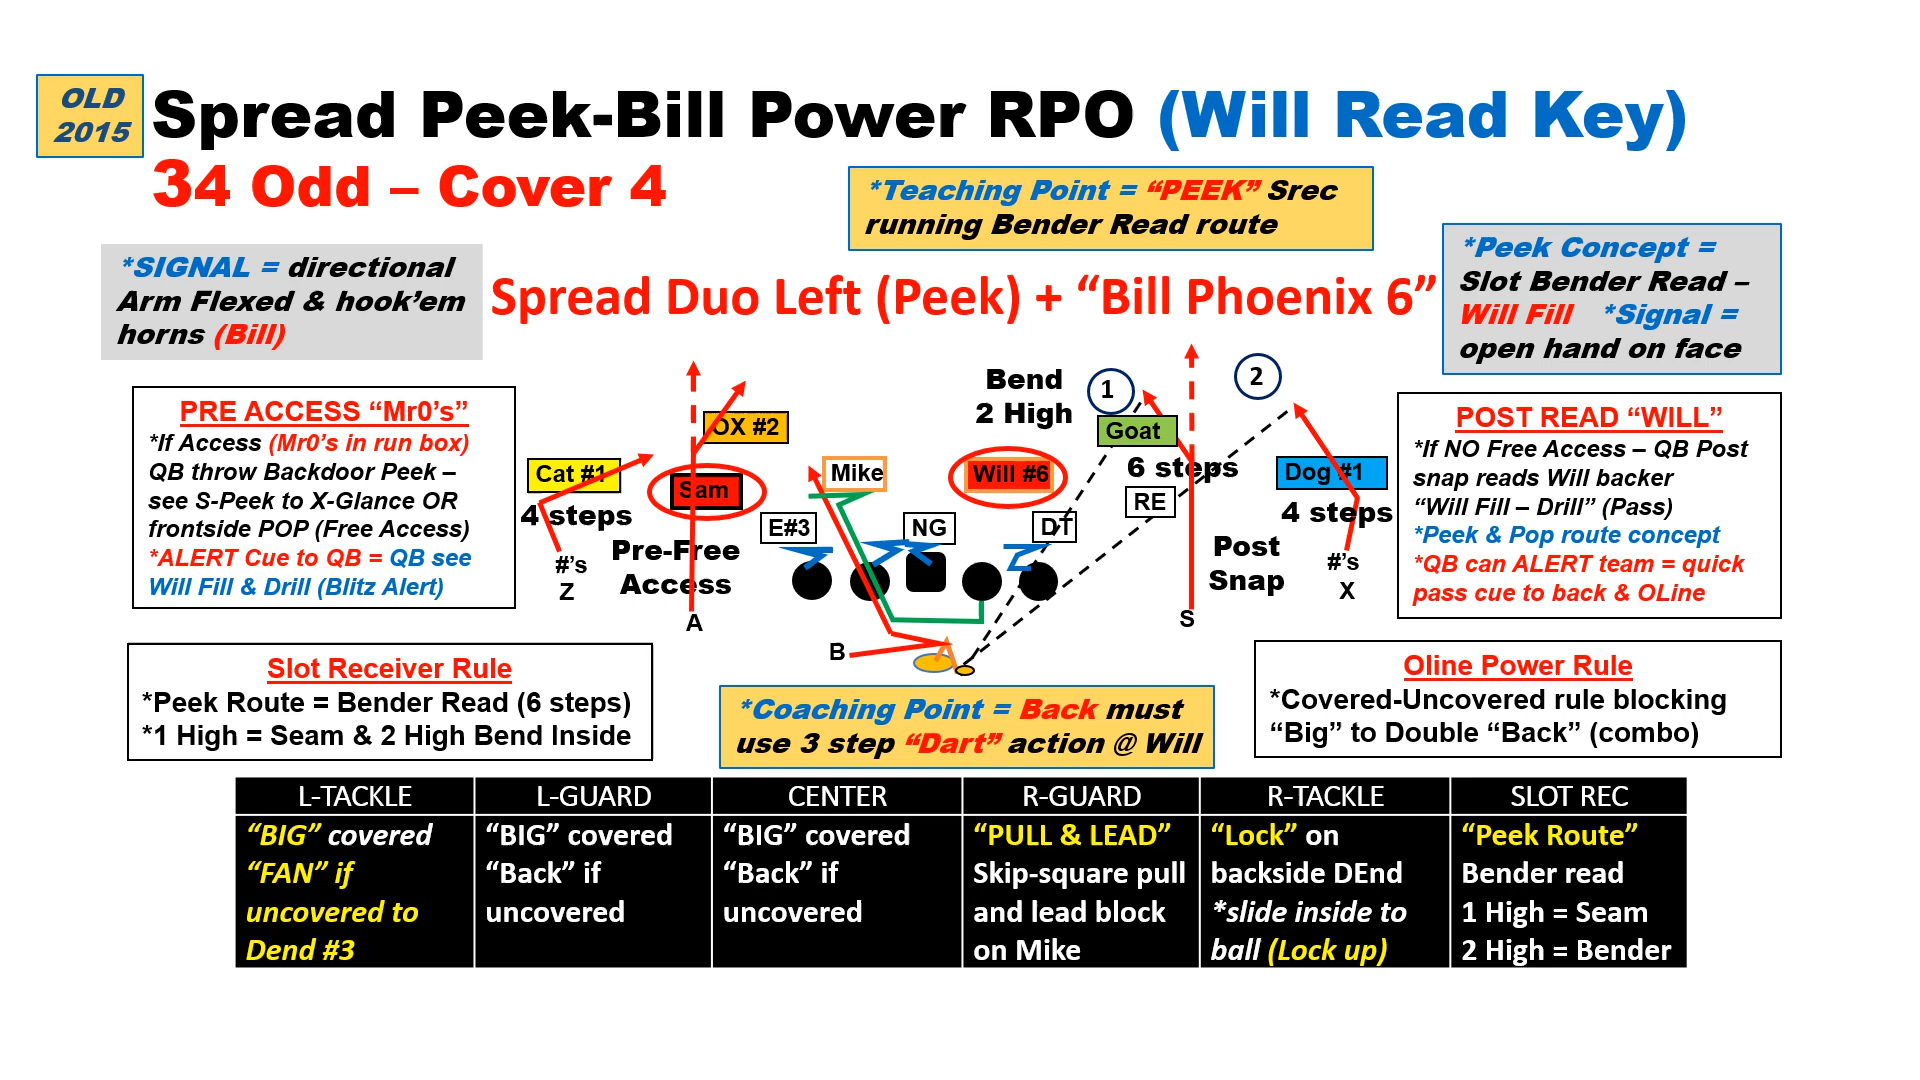 OLD
2015
Spread Peek-Bill Power RPO (Will Read Key)
34 Odd – Cover 4
*Teaching Point = “PEEK” Srec
running Bender Read route
*SIGNAL = directional
Arm Flexed & hook’em
horns (Bill)
Spread Duo Left (Peek) + “Bill Phoenix 6”
*Peek Concept =
Slot Bender Read –
Will Fill *Signal =
open hand on face
PRE ACCESS “Mr0’s”
*If Access (Mr0’s in run box)
QB throw Backdoor Peek –
see S-Peek to X-Glance OR
frontside POP (Free Access)
*ALERT Cue to QB = QB see
Will Fill & Drill (Blitz Alert)
OX #2
Cat #1
4 steps
Sam
Pre-Free
Access
#’s
Z
A
E#3
Mike
NG
Will #6
DT
Bend
2 High
1
Goat
6 steps
RE
2
Dog #1
4 steps
Post
Snap
#’s
X
S
B
POST READ “WILL”
*If NO Free Access – QB Post
snap reads Will backer
“Will Fill – Drill” (Pass)
*Peek & Pop route concept
*QB can ALERT team = quick
pass cue to back & OLine
Slot Receiver Rule
*Peek Route = Bender Read (6 steps)
*1 High = Seam & 2 High Bend Inside
*Coaching Point = Back must
use 3 step “Dart” action @ Will
Oline Power Rule
*Covered-Uncovered rule blocking
“Big” to Double “Back” (combo)
L-TACKLE L-GUARD CENTER R-GUARD R-TACKLE SLOT REC
“BIG” covered “BIG” covered “BIG” covered “PULL & LEAD” “Lock” on “Peek Route”
“FAN” if “Back” if “Back” if Skip-square pull backside DEnd Bender read
uncovered to uncovered uncovered and lead block *slide inside to 1 High = Seam
Dend #3 on Mike ball (Lock up) 2 High = Bender